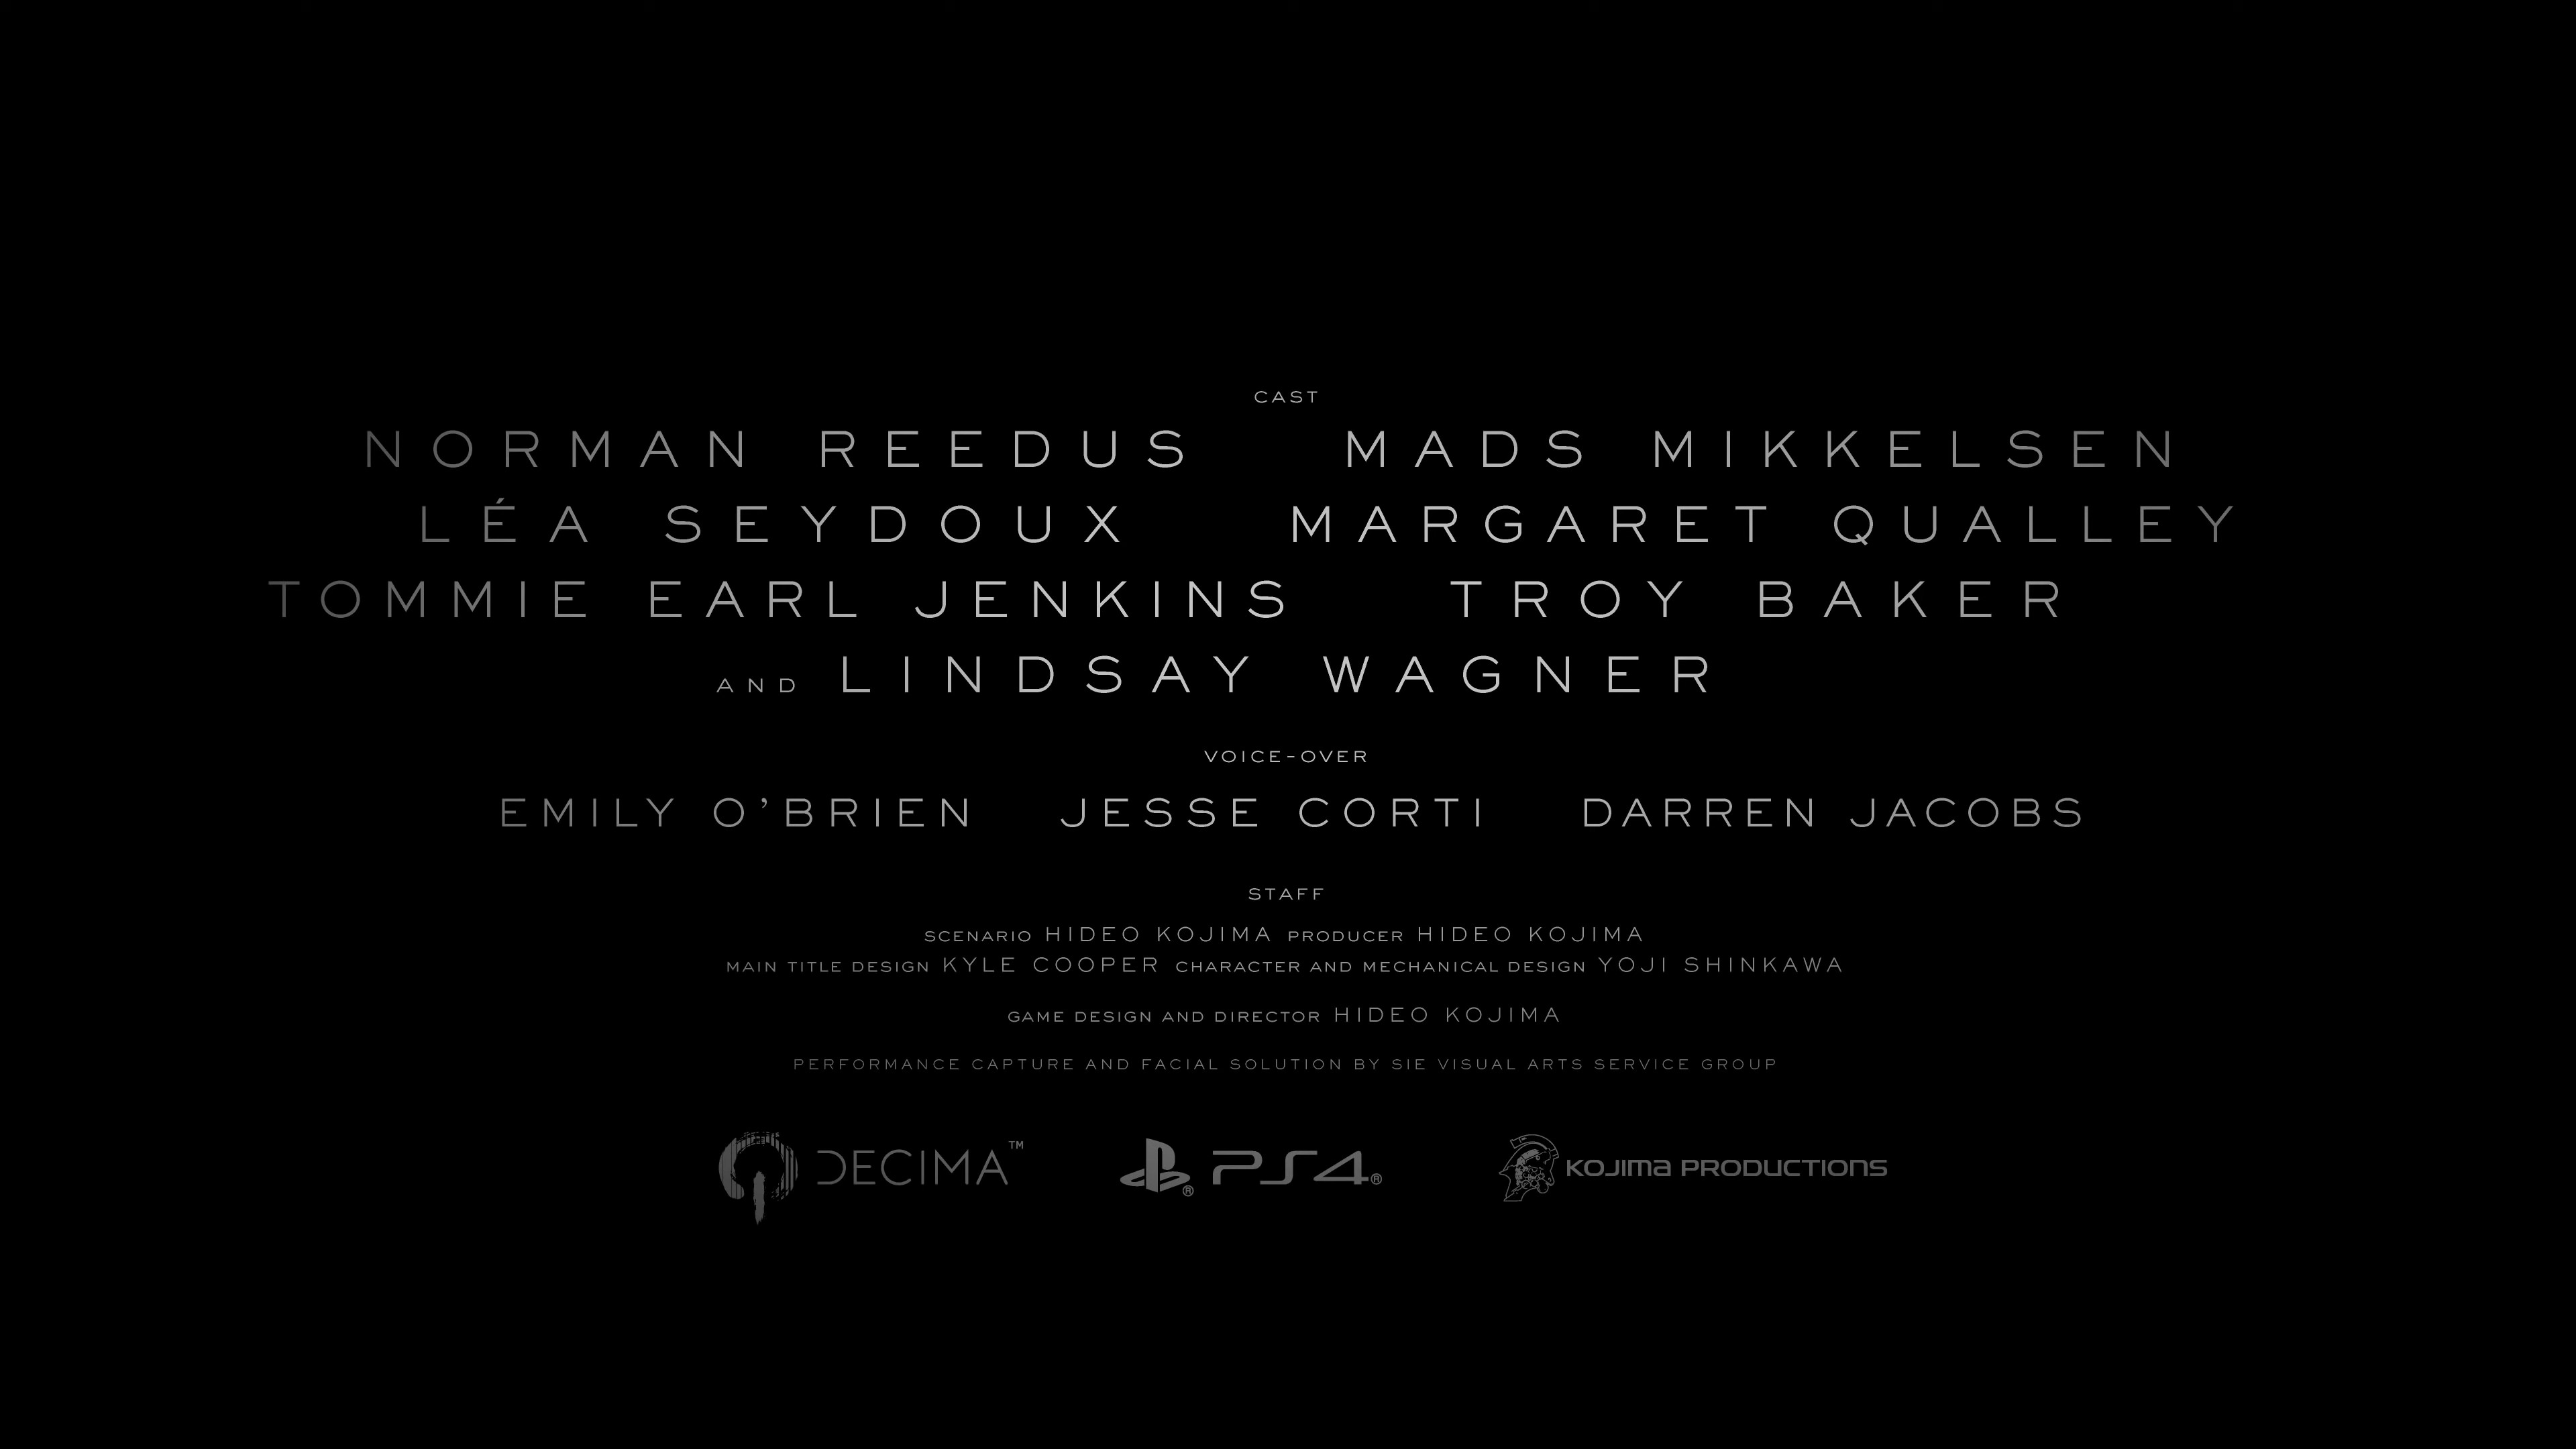 CAST
NORMAN REEDUS MADS MIKKELSEN
LÉA SEYDOUX MARGARET QUALLEY
TOMMIE EARL JENKINS TROY BAKER
AND LINDSAY WAGNER
VOICE-OVER
EMILY O’BRIEN JESSE CORTI DARREN JACOBS
STAFF
SCENARIO HIDEO KOJIMA PRODUCER HIDEO KOJIMA
MAIN TITLE DESIGN KYLE COOPER CHARACTER AND MECHANICAL DESIGN YOJI SHINKAWA
GAME DESIGN AND DIRECTOR HIDEO KOJIMA
PERFORMANCE CAPTURE AND FACIAL SOLUTION BY SIE VISUAL ARTS SERVICE GROUP
DECIMA™ PS4® KOJIMA PRODUCTIONS